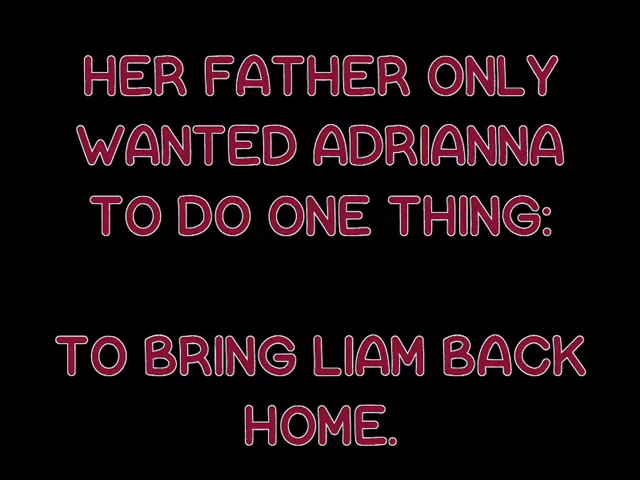 HER FATHER ONLY
WANTED ADRIANNA
TO DO ONE THING:
TO BRING LIAM BACK
HOME.